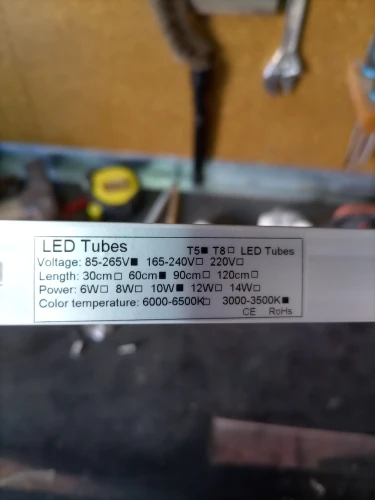 LED Tubes
T5■ T8□ LED Tubes
Voltage: 85-265V■ 165-240V□ 220V□
Length: 30cm□ 60cm■ 90cm□ 120cm□
Power: 6W□ 8W□ 10W■ 12W□ 14W□
Color temperature: 6000-6500K□ 3000-3500K■
CE RoHs